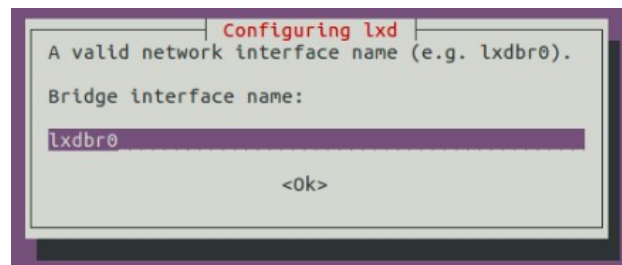 Configuring lxd
A valid network interface name (e.g. lxdbr0).
Bridge interface name:
lxdbr0
<Ok>